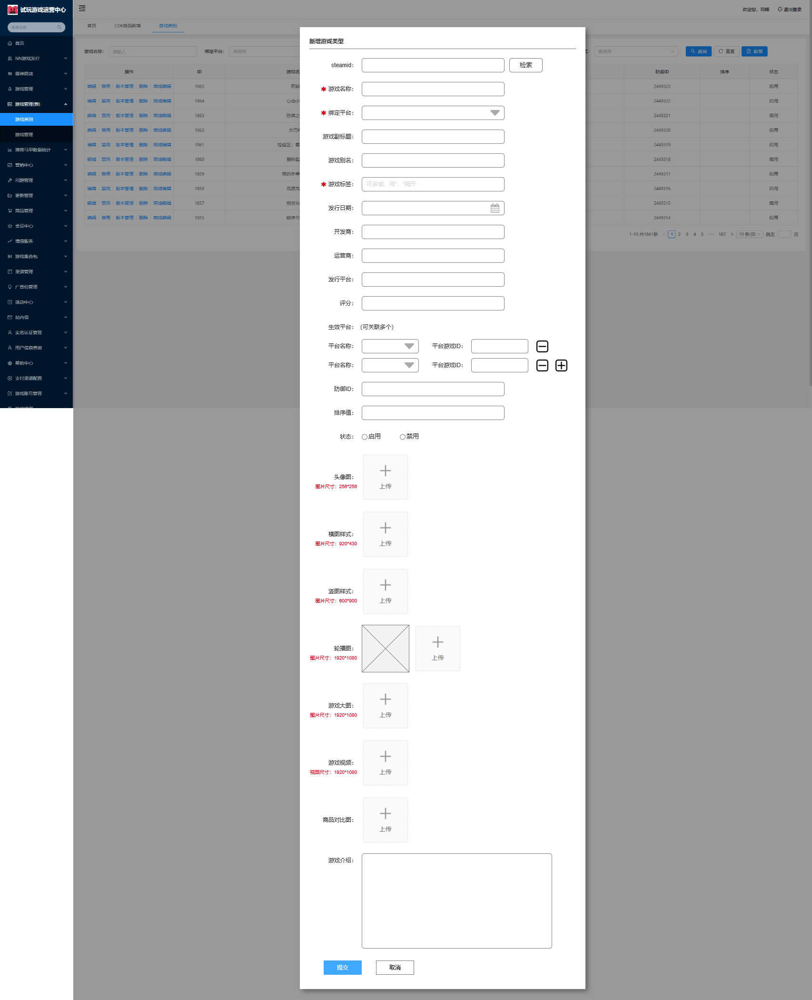 试玩游戏运营中心
菜单名称
首页
NN游戏发行
雷神商店
游戏管理
游戏管理(新)
游戏类别
游戏管理
薄荷马甲数据统计
营销中心
问题管理
更新管理
商品管理
会员中心
增值服务
游戏集合包
渠道管理
广告位管理
活动中心
站内信
实名认证管理
用户信息查询
帮助中心
支付渠道配置
游戏账号管理
欢迎您，邓辉 退出登录
首页 CDK商品新增 游戏类别
游戏名称： 请输入 绑定平台： 请选择
请选择 查询 重置 新增
操作 ID 游戏名 防御ID 排序 状态
编辑 禁用 版本管理 删除 商城编辑 1865 2449323 启用
编辑 禁用 版本管理 删除 商城编辑 1864 心动小 2449322 启用
编辑 禁用 版本管理 删除 商城编辑 1863 恐惧之 2449321 启用
编辑 禁用 版本管理 删除 商城编辑 1862 大巴 2449320 启用
编辑 禁用 版本管理 删除 商城编辑 1861 检疫区：最 2449319 启用
编辑 禁用 版本管理 删除 商城编辑 1860 星际裂 2449318 启用
编辑 禁用 版本管理 删除 商城编辑 1859 我的冬季 2449317 启用
编辑 禁用 版本管理 删除 商城编辑 1858 荒原先 2449316 启用
编辑 禁用 版本管理 删除 商城编辑 1857 创世灰 2449315 启用
编辑 禁用 版本管理 删除 商城编辑 1855 破点节 2449314 启用
1-10 共1861条 < 1 2 3 4 5 ··· 187 > 10 条/页 跳至 页
新增游戏类型
steamid： 检索
✱ 游戏名称：
✱ 绑定平台：
游戏副标题：
游戏别名：
✱ 游戏标签： 可多填，用“，”隔开
发行日期：
开发商：
运营商：
发行平台：
评分：
生效平台： (可关联多个)
平台名称： 平台游戏ID：
平台名称： 平台游戏ID：
防御ID：
排序值：
状态： 启用 禁用
头像图：
图片尺寸：256*256
上传
横图样式：
图片尺寸：920*430
上传
竖图样式：
图片尺寸：600*900
上传
轮播图：
图片尺寸：1920*1080
上传
游戏大图：
图片尺寸：1920*1080
上传
游戏视频：
视频尺寸：1920*1080
上传
商品对比图：
上传
游戏介绍：
提交 取消